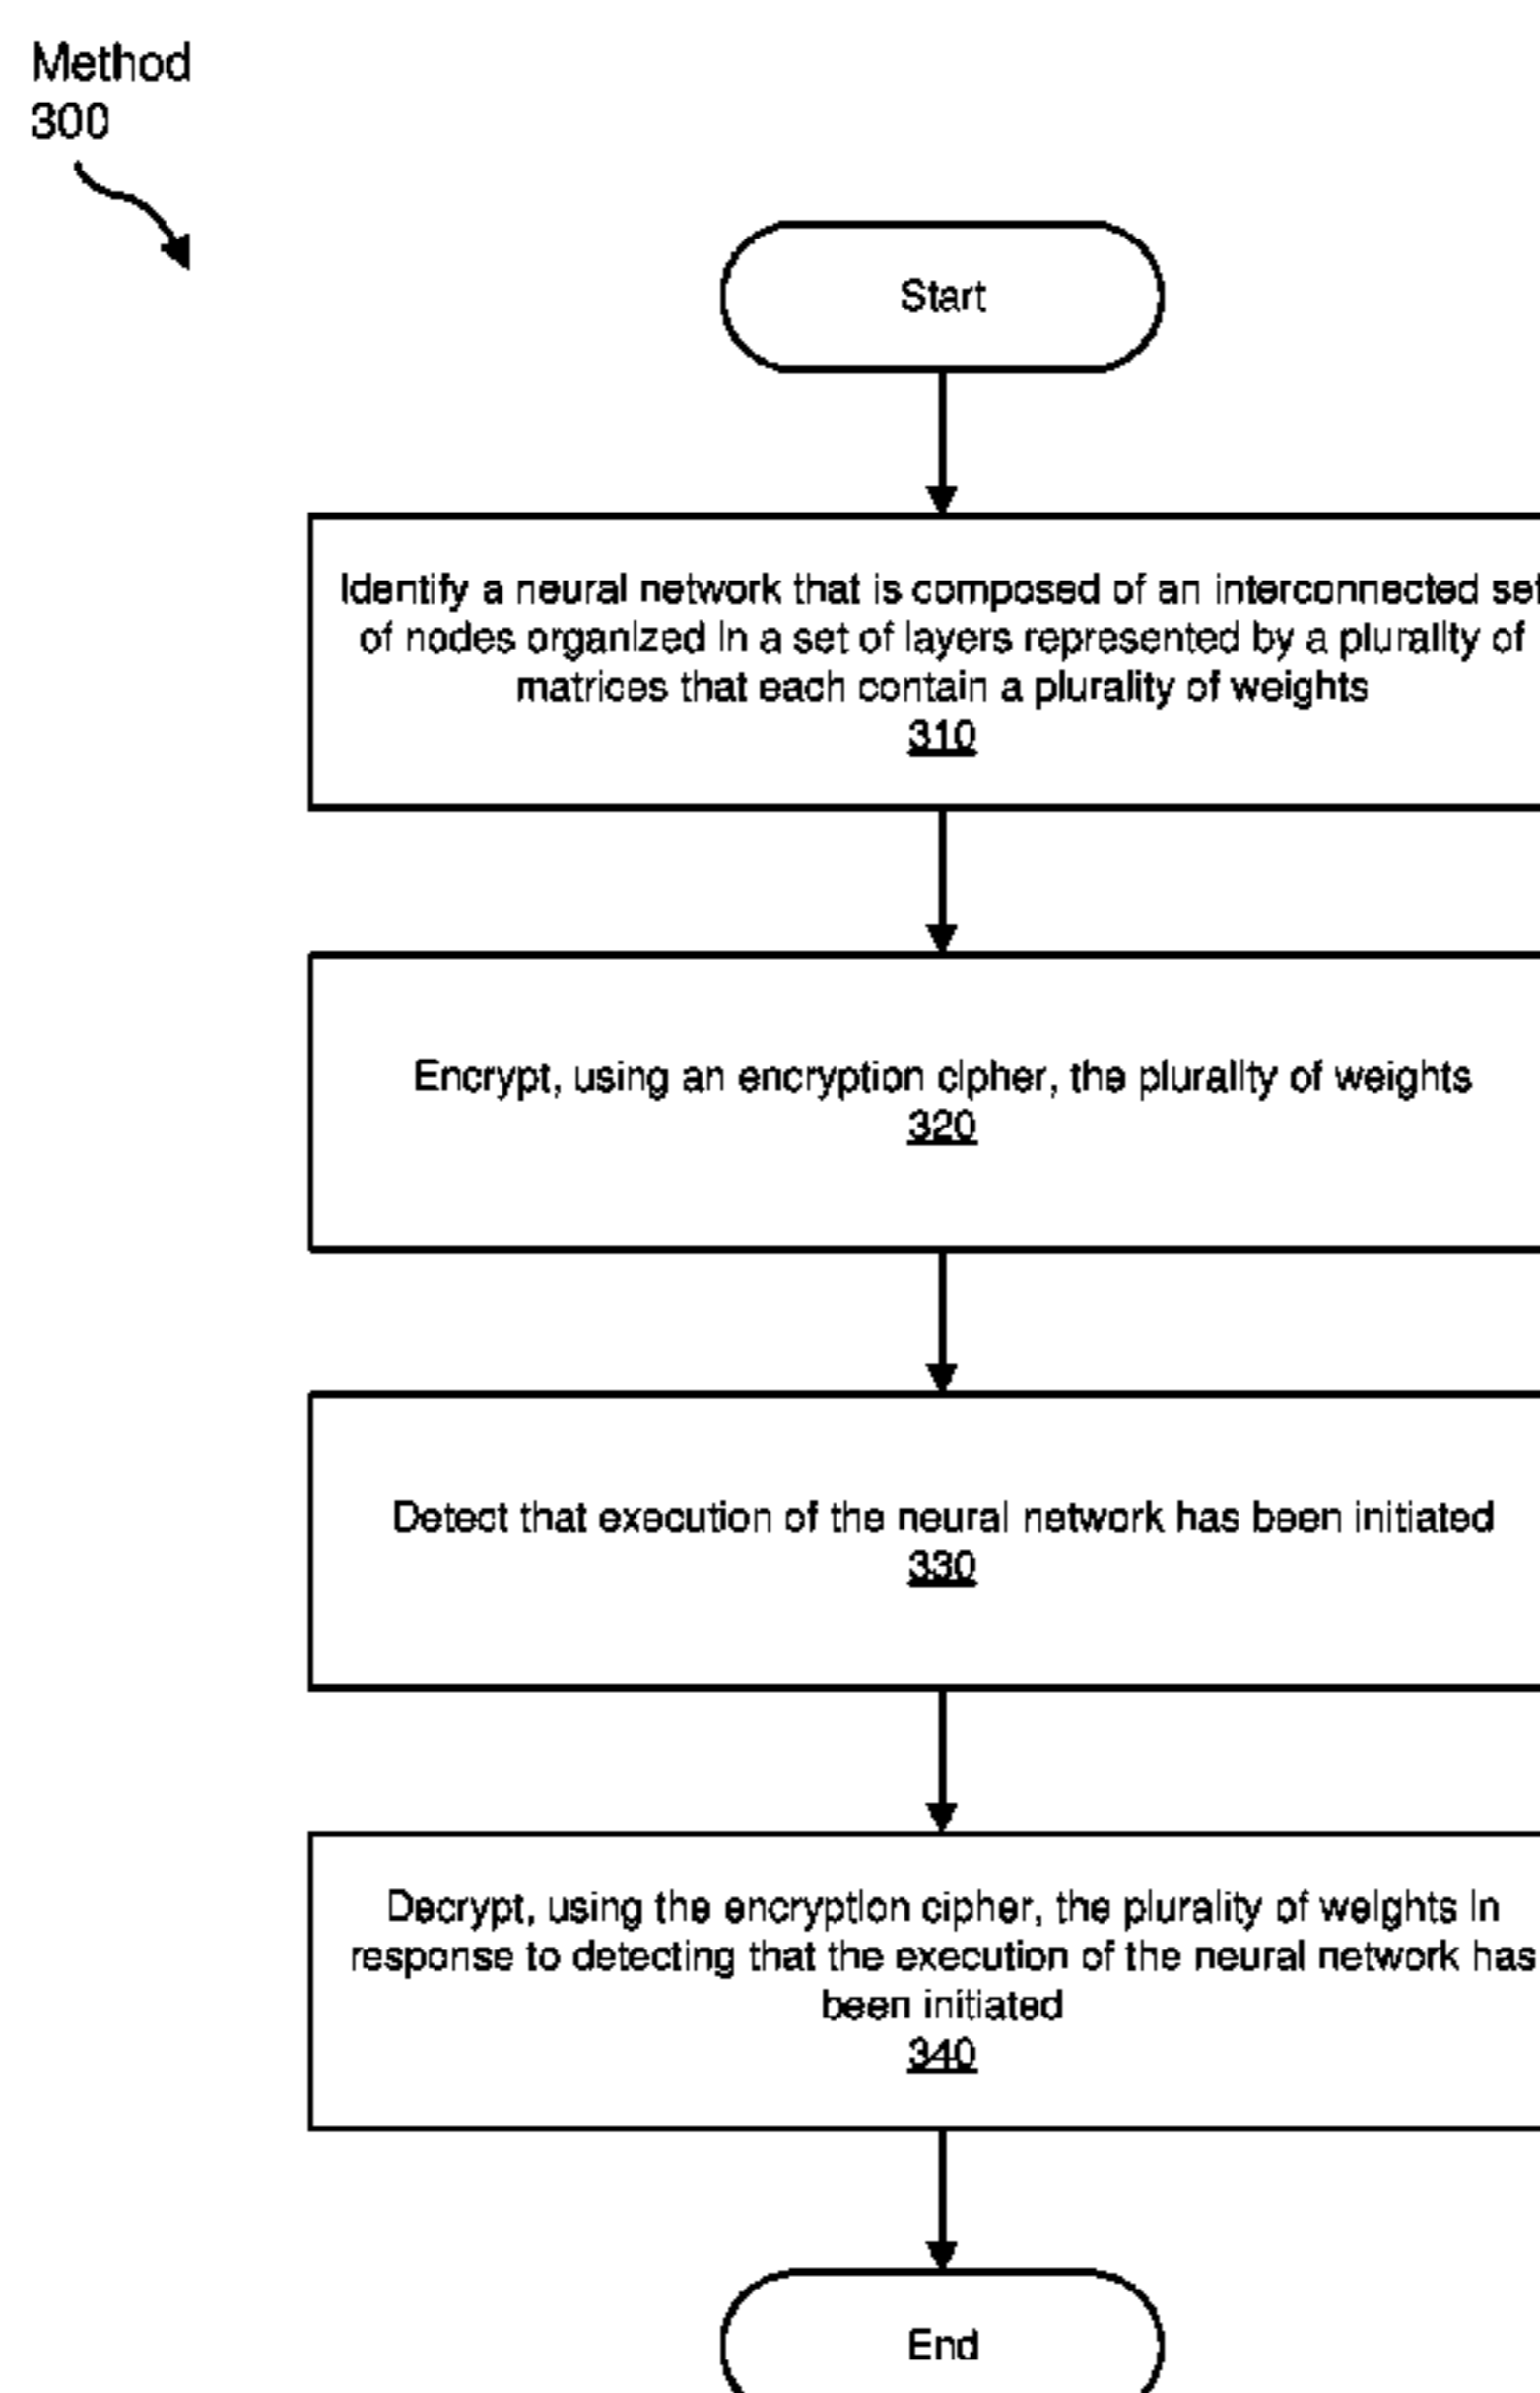 Method
300
Start
Identify a neural network that is composed of an interconnected set
of nodes organized in a set of layers represented by a plurality of
matrices that each contain a plurality of weights
310
Encrypt, using an encryption cipher, the plurality of weights
320
Detect that execution of the neural network has been initiated
330
Decrypt, using the encryption cipher, the plurality of weights in
response to detecting that the execution of the neural network has
been initiated
340
End